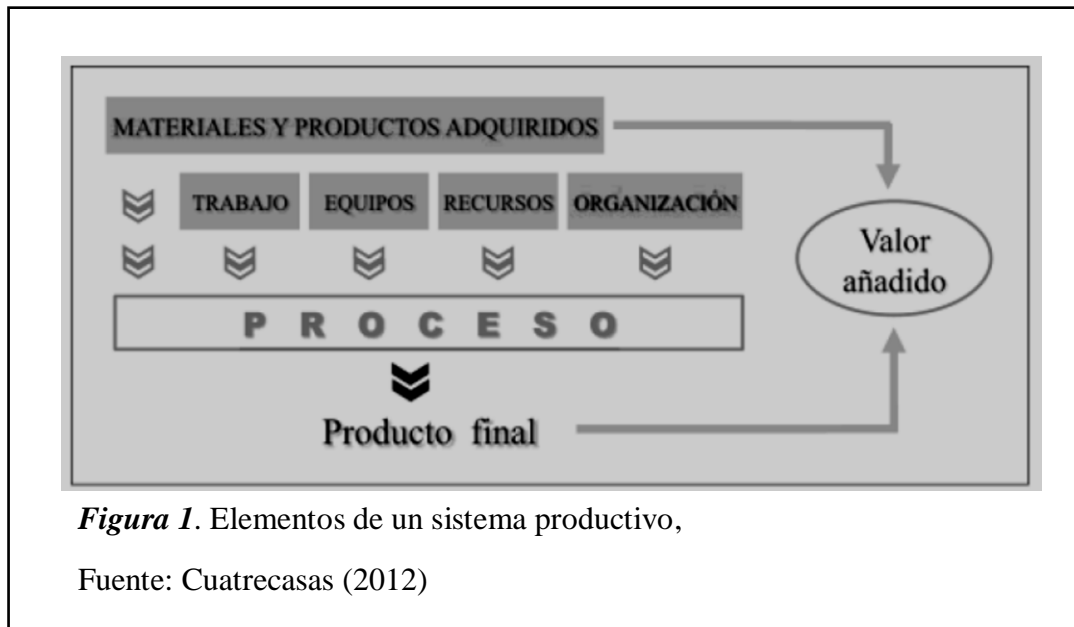 MATERIALES Y PRODUCTOS ADQUIRIDOS
TRABAJO EQUIPOS RECURSOS ORGANIZACIÓN
Valor
añadido
PROCESO
Producto final
Figura 1. Elementos de un sistema productivo,
Fuente: Cuatrecasas (2012)